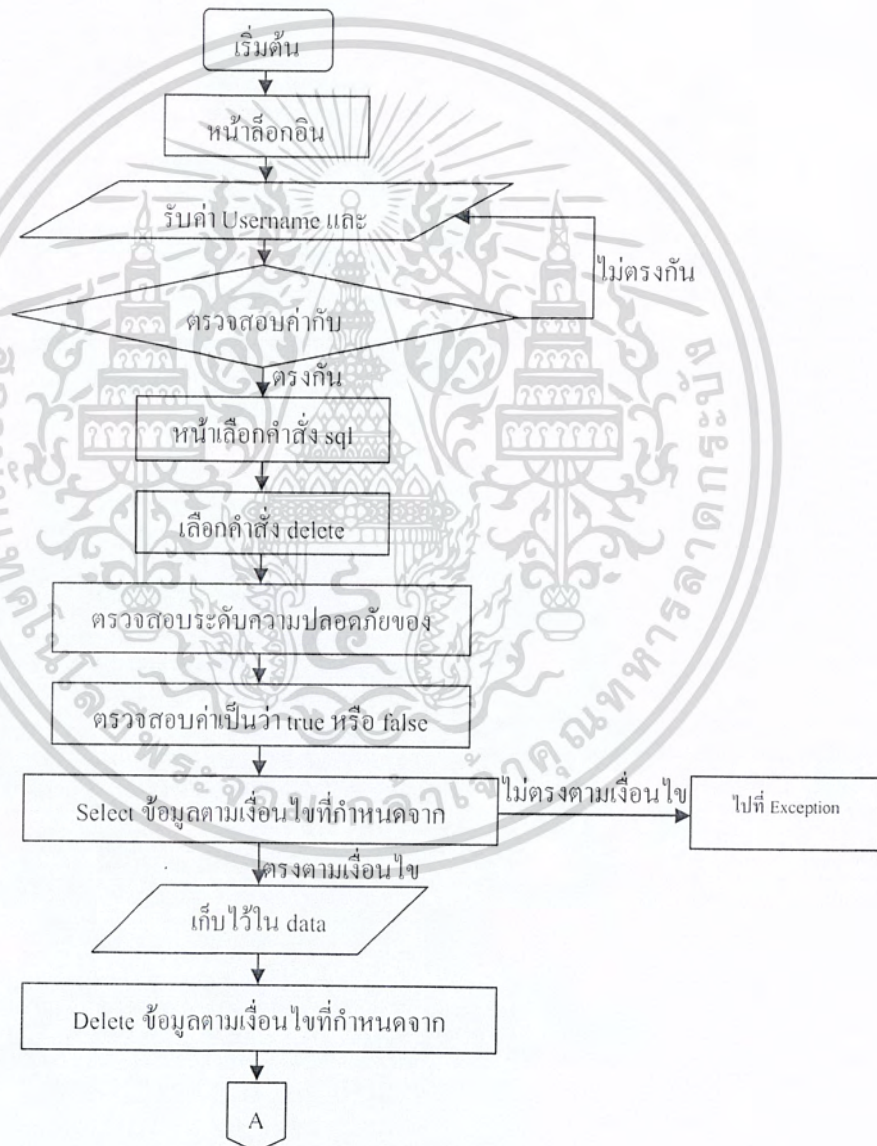 เริ่มต้น
หน้าล็อกอิน
รับค่า Username และ
ไม่ตรงกัน
ตรวจสอบค่ากับ
ตรงกัน
หน้าเลือกคำสั่ง sql
เลือกคำสั่ง delete
ตรวจสอบระดับความปลอดภัยของ
ตรวจสอบค่าเป็นว่า true หรือ false
Select ข้อมูลตามเงื่อนไขที่กำหนดจาก
ไม่ตรงตามเงื่อนไข
ไปที่ Exception
ตรงตามเงื่อนไข
เก็บไว้ใน data
Delete ข้อมูลตามเงื่อนไขที่กำหนดจาก
A